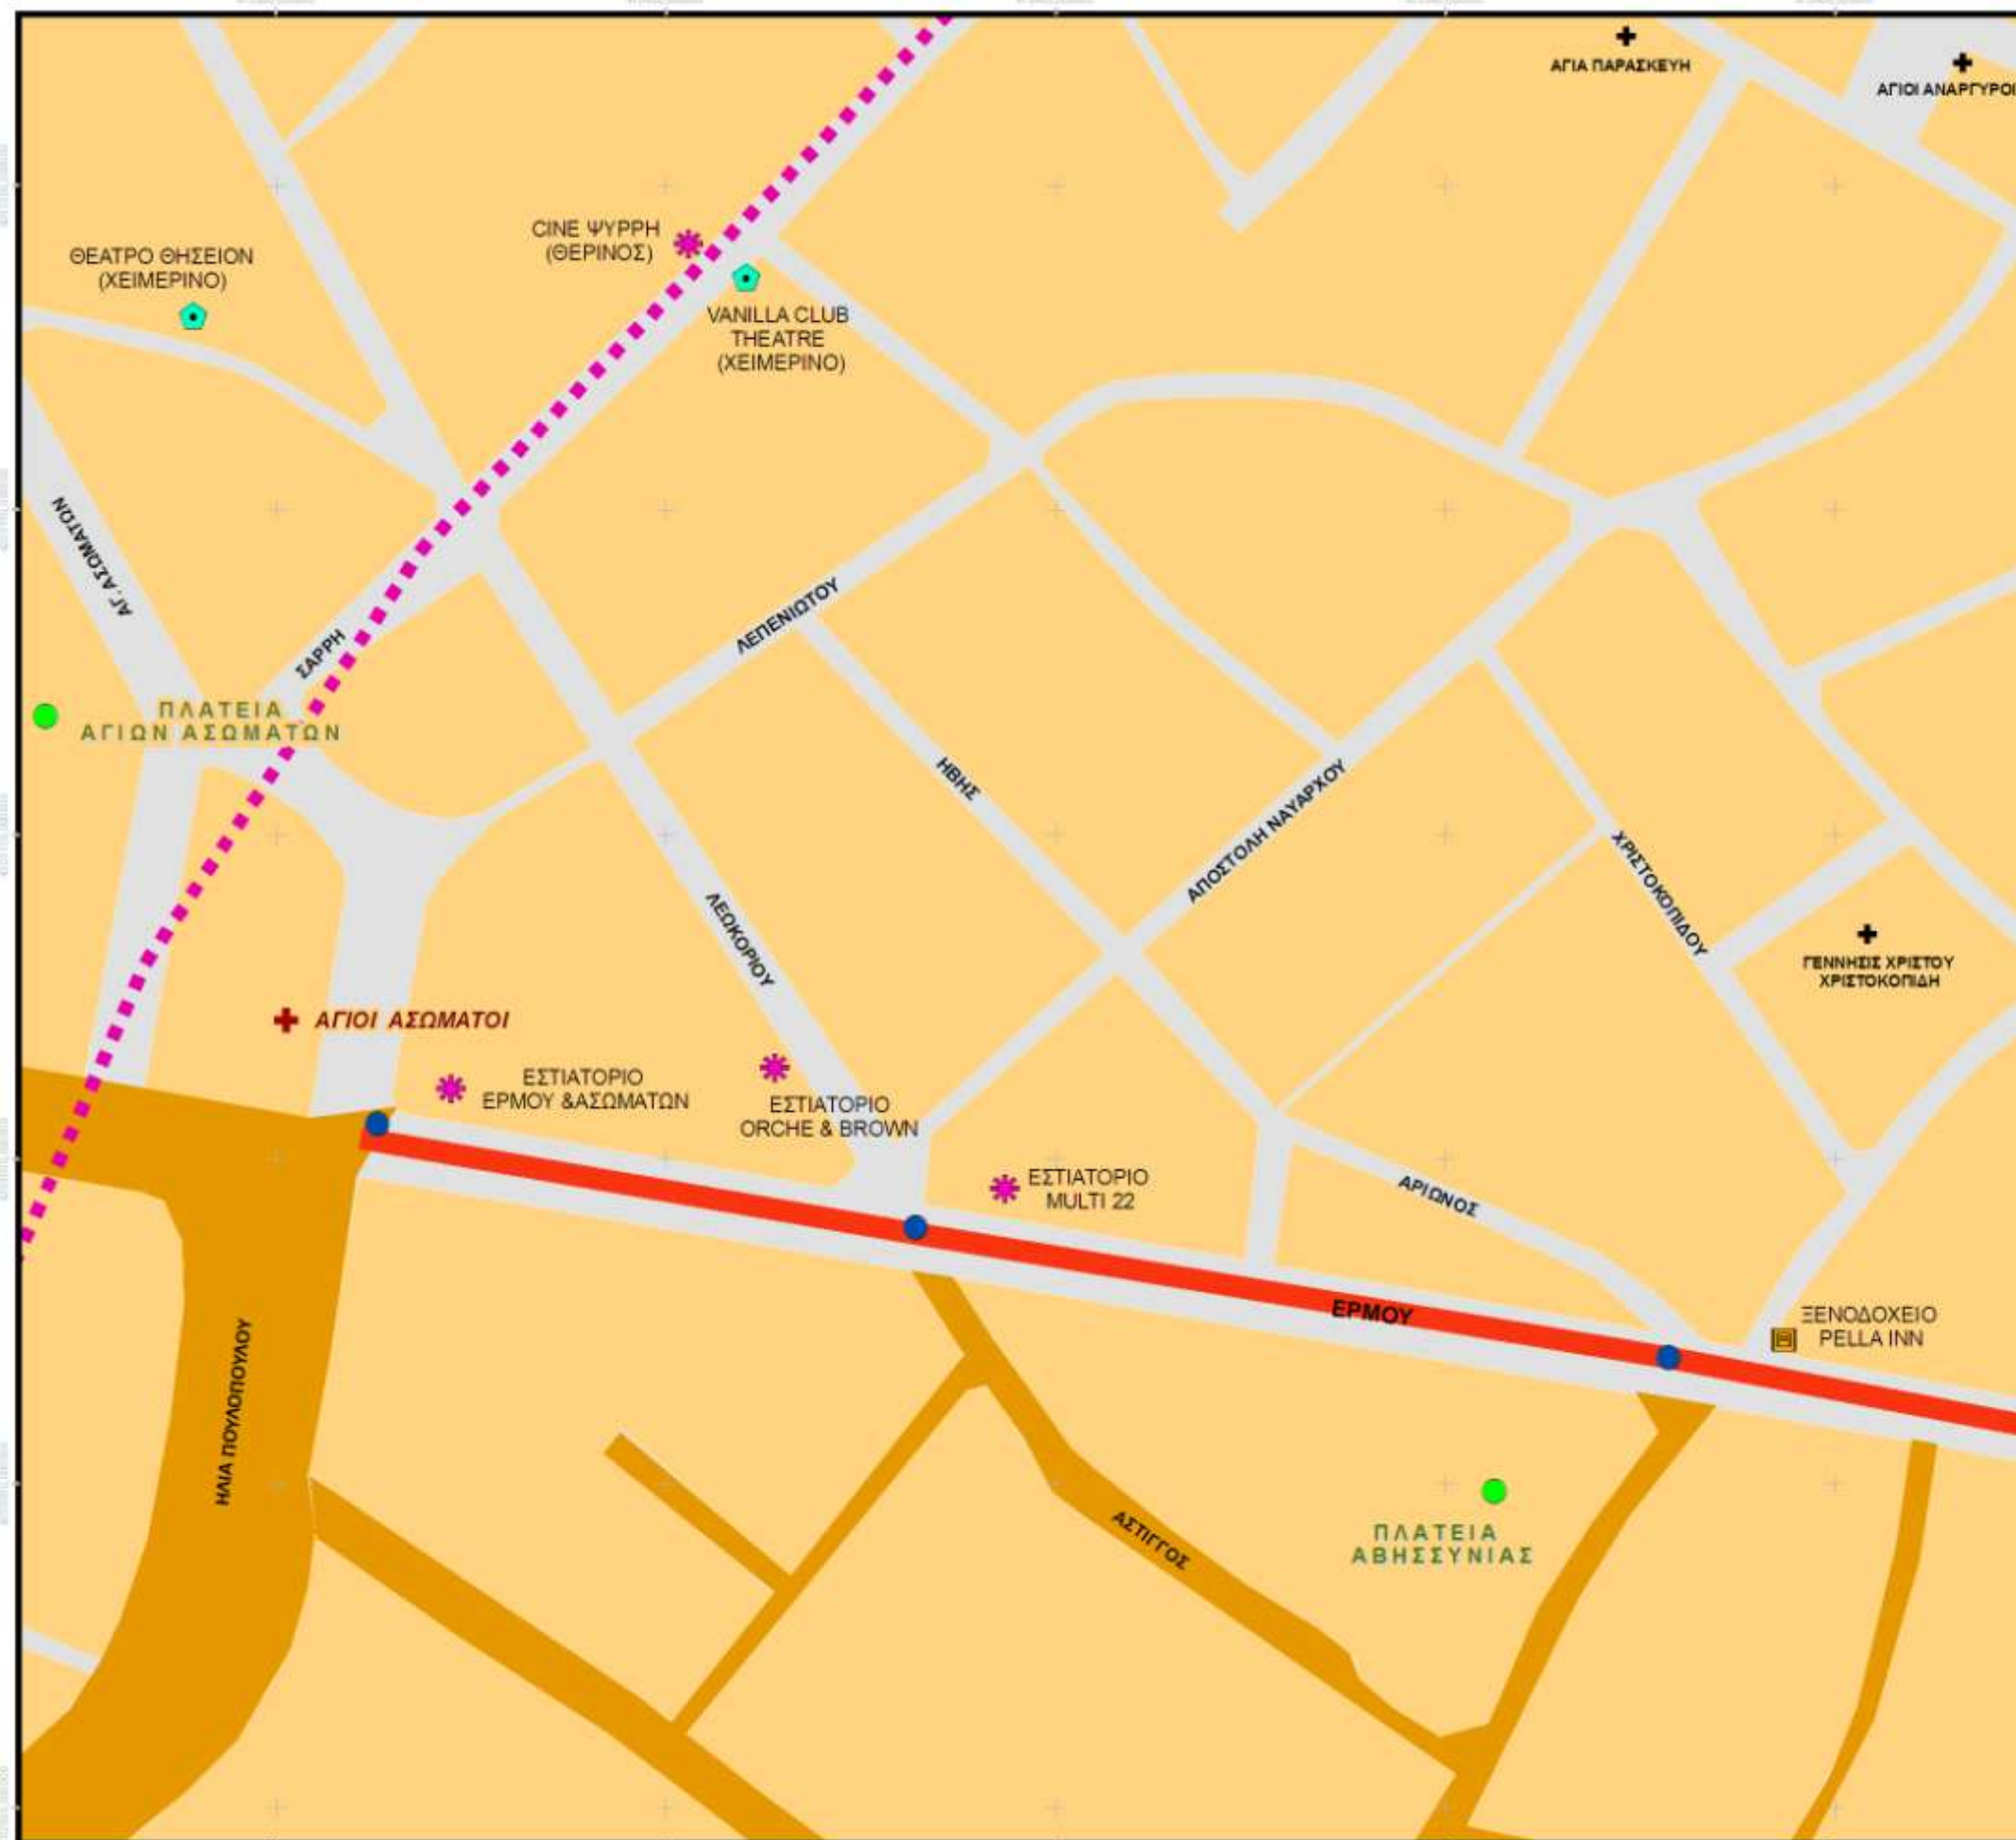 ΑΓΙΑ ΠΑΡΑΣΚΕΥΗ
ΑΓΙΟΙ ΑΝΑΡΓΥΡΟΙ
CINE ΨΥΡΡΗ
(ΘΕΡΙΝΟΣ)
ΘΕΑΤΡΟ ΘΗΣΕΙΟΝ
(ΧΕΙΜΕΡΙΝΟ)
VANILLA CLUB
THEATRE
(ΧΕΙΜΕΡΙΝΟ)
ΑΓ.ΑΣΩΜΑΤΩΝ
ΛΕΠΕΝΙΩΤΟΥ
ΣΑΡΡΗ
ΠΛΑΤΕΙΑ
ΑΓΙΩΝ ΑΣΩΜΑΤΩΝ
ΗΒΗΣ
ΑΠΟΣΤΟΛΗ ΝΑΥΑΡΧΟΥ
ΧΡΙΣΤΟΚΟΠΙΔΟΥ
ΛΕΩΚΟΡΙΟΥ
ΓΕΝΝΗΣΙΣ ΧΡΙΣΤΟΥ
ΧΡΙΣΤΟΚΟΠΙΔΗ
ΑΓΙΟΙ ΑΣΩΜΑΤΟΙ
ΕΣΤΙΑΤΟΡΙΟ
ΕΡΜΟΥ &ΑΣΩΜΑΤΩΝ
ΕΣΤΙΑΤΟΡΙΟ
ORCHE & BROWN
ΕΣΤΙΑΤΟΡΙΟ
MULTI 22
ΑΡΙΩΝΟΣ
ΕΡΜΟΥ
ΞΕΝΟΔΟΧΕΙΟ
PELLA INN
ΗΛΙΑ ΠΟΥΛΟΠΟΥΛΟΥ
ΑΣΤΙΓΓΟΣ
ΠΛΑΤΕΙΑ
ΑΒΗΣΣΥΝΙΑΣ